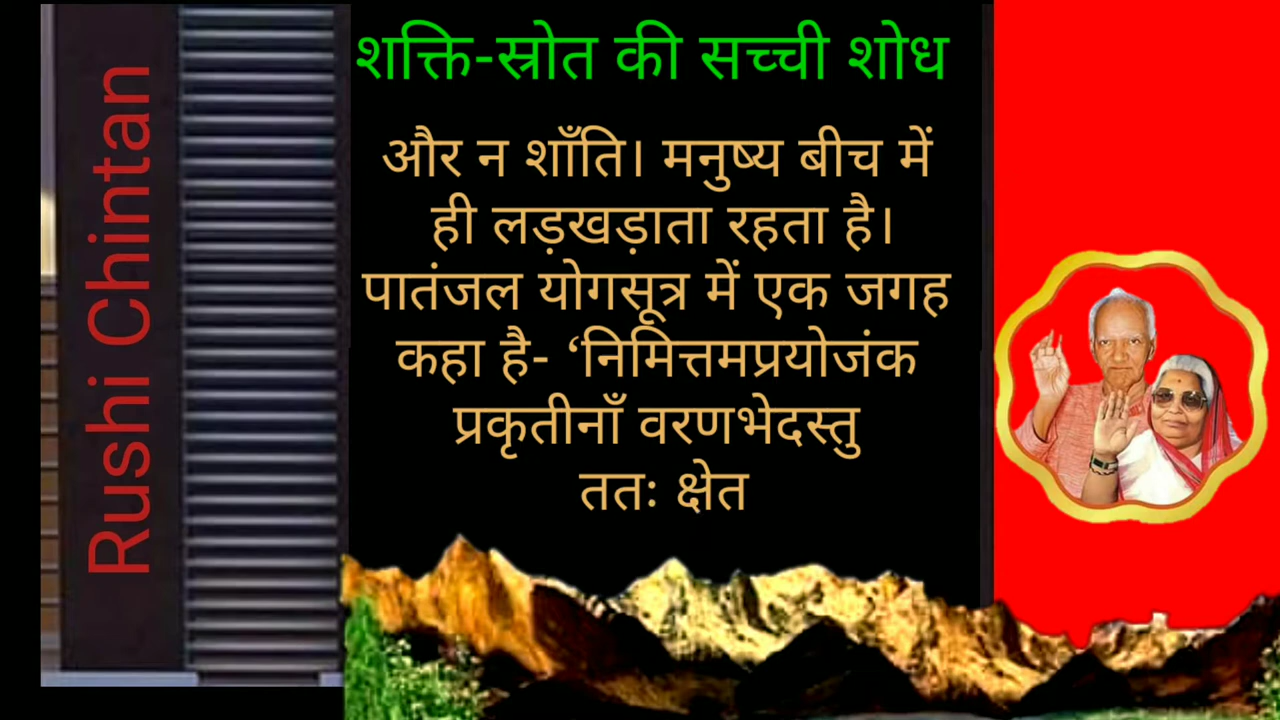 Rushi Chintan
शक्ति-स्रोत की सच्ची शोध
और न शाँति। मनुष्य बीच में
ही लड़खड़ाता रहता है।
पातंजल योगसूत्र में एक जगह
कहा है- ‘निमित्तमप्रयोजंक
प्रकृतीनाँ वरणभेदस्तु
ततः क्षेत